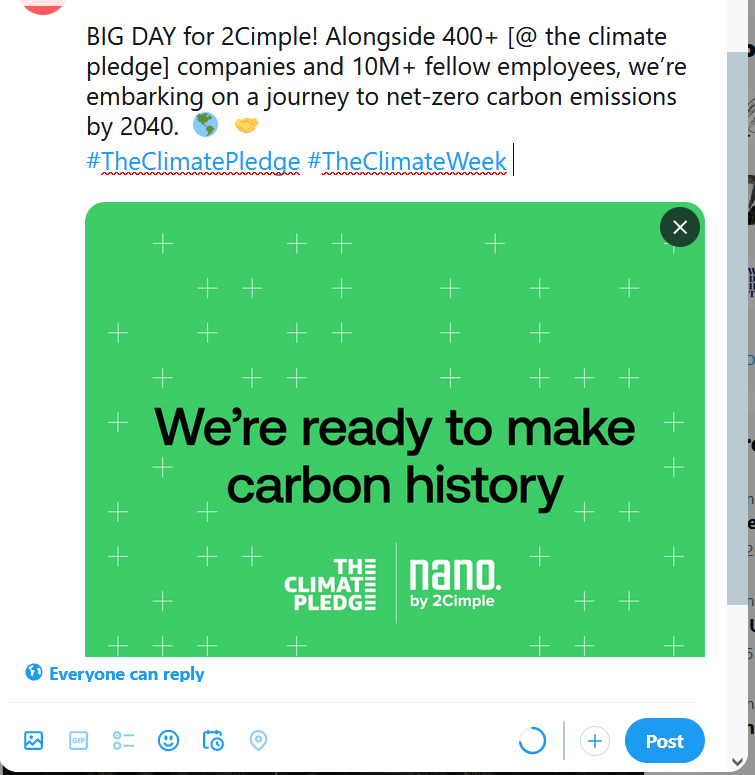 BIG DAY for 2Cimple! Alongside 400+ [@ the climate
pledge] companies and 10M+ fellow employees, we’re
embarking on a journey to net-zero carbon emissions
by 2040. 🌎 🤝
#TheClimatePledge #TheClimateWeek
We’re ready to make
carbon history
THE
CLIMATE
PLEDGE
nano.
by 2Cimple
Everyone can reply
GIF
Post